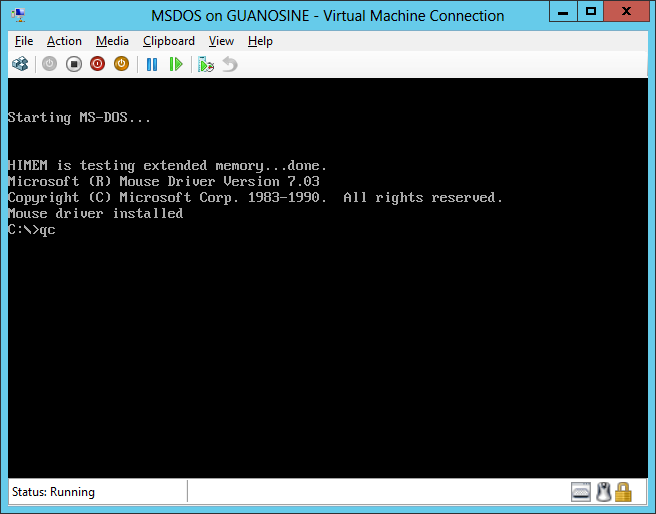 MSDOS on GUANOSINE - Virtual Machine Connection
File Action Media Clipboard View Help
Starting MS-DOS...
HIMEM is testing extended memory...done.
Microsoft (R) Mouse Driver Version 7.03
Copyright (C) Microsoft Corp. 1983-1990.  All rights reserved.
Mouse driver installed
C:\>qc
Status: Running